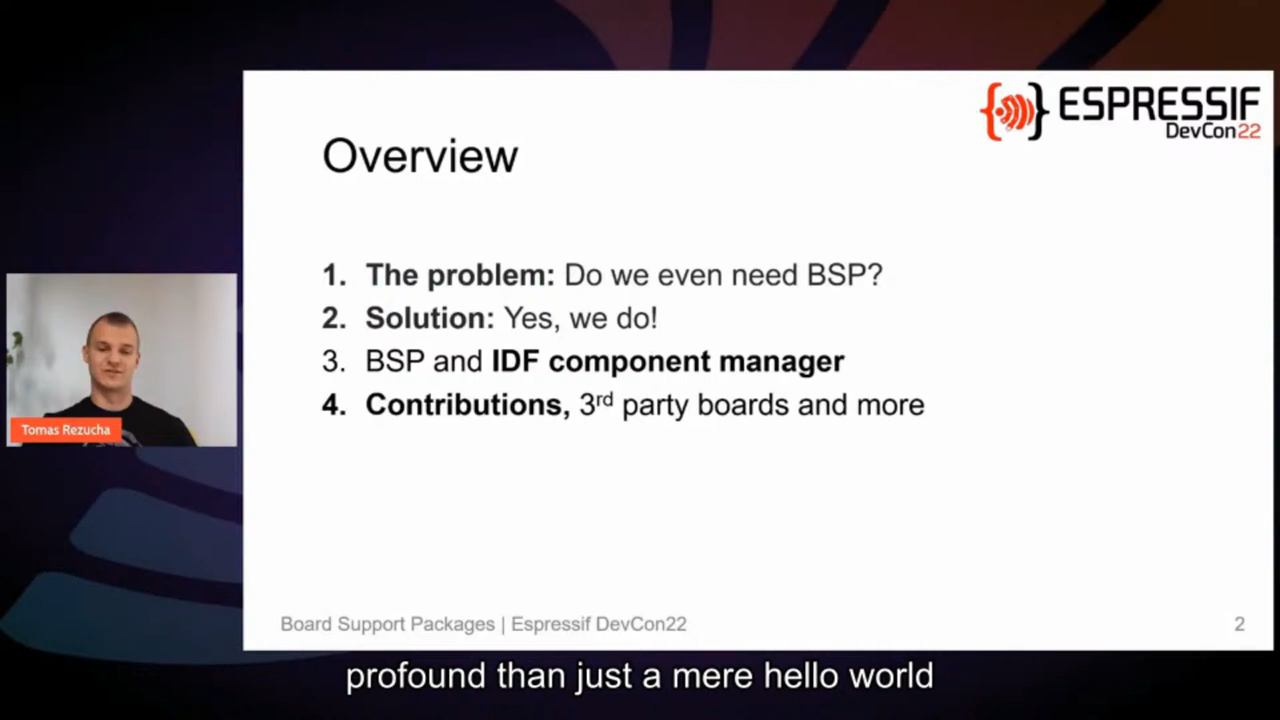 ESPRESSIF
DevCon22
Overview
1. The problem: Do we even need BSP?
2. Solution: Yes, we do!
3. BSP and IDF component manager
4. Contributions, 3rd party boards and more
Tomas Rezucha
Board Support Packages | Espressif DevCon22
2
profound than just a mere hello world